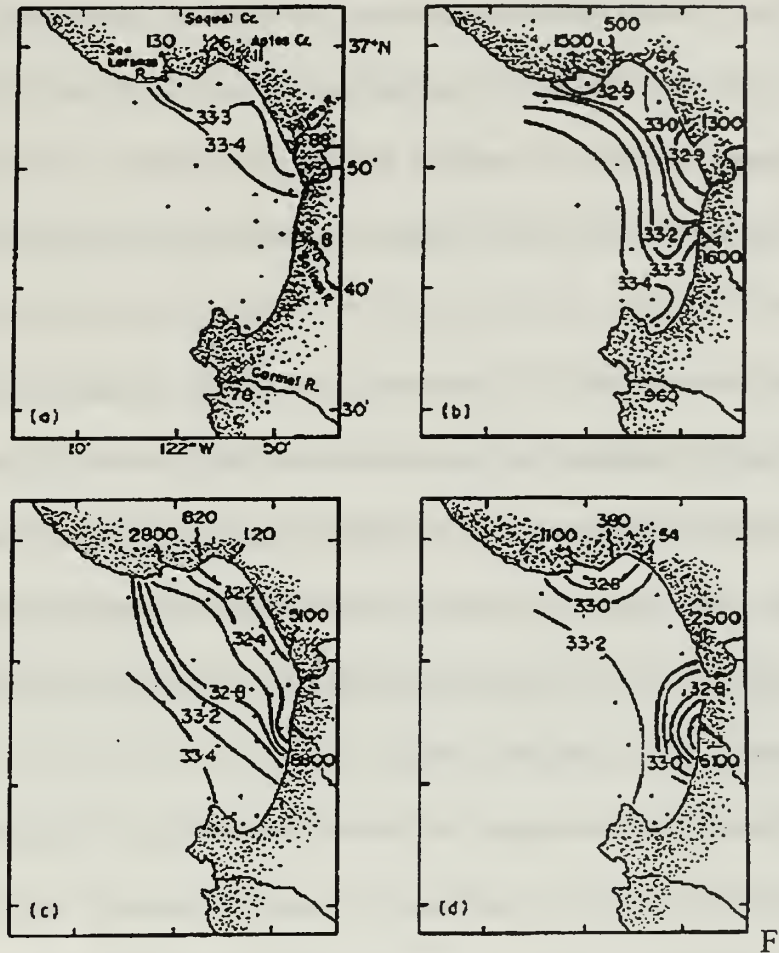 Soquel Cr.
130 126 Aptos Cr. 37°N
San 11
Lorenzo
R.
33·3
33·4 88
50'
8
40'
Carmel R.
78
(a) 30'
10' 122°W 50'
500
1500 64
32·9
33·0 1300
32·9
33·2
33·3 1600
33·4
(b) 960
620
2800 120
32·2
5100
32·4
32·8
33·2
33·4
(c)
380
1100 54
32·8
33·0
2500
33·2
32·8
33·0 6100
(d)
F